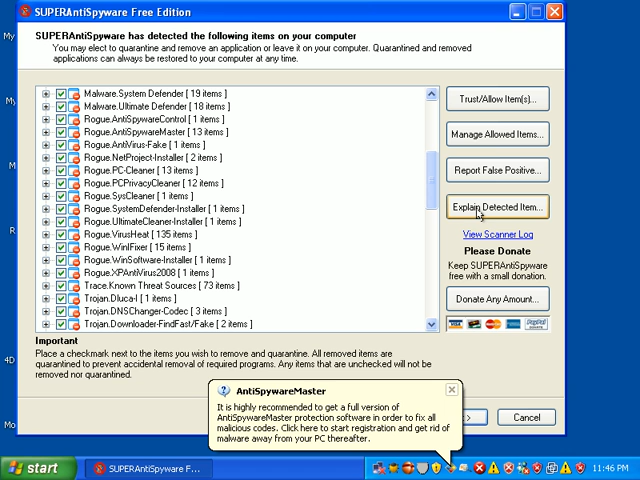 SUPERAntiSpyware Free Edition
SUPERAntiSpyware has detected the following items on your computer
You may elect to quarantine and remove an application or leave it on your computer. Quarantined and removed
applications can always be restored to your computer at any time.
Malware.System Defender [ 19 items ]
Malware.Ultimate Defender [ 18 items ]
Rogue.AntiSpywareControl [ 1 items ]
Rogue.AntiSpywareMaster [ 13 items ]
Rogue.AntiVirus-Fake [ 1 items ]
Rogue.NetProject-Installer [ 2 items ]
Rogue.PC-Cleaner [ 13 items ]
Rogue.PCPrivacyCleaner [ 12 items ]
Rogue.SysCleaner [ 1 items ]
Rogue.SystemDefender-Installer [ 1 items ]
Rogue.UltimateCleaner-Installer [ 1 items ]
Rogue.VirusHeat [ 135 items ]
Rogue.WinIFixer [ 15 items ]
Rogue.WinSoftware-Installer [ 1 items ]
Rogue.XPAntiVirus2008 [ 1 items ]
Trace.Known Threat Sources [ 73 items ]
Trojan.Dluca-I [ 1 items ]
Trojan.DNSChanger-Codec [ 3 items ]
Trojan.Downloader-FindFast/Fake [ 2 items ]
Trust/Allow Item(s)...
Manage Allowed Items...
Report False Positive...
Explain Detected Item...
View Scanner Log
Please Donate
Keep SUPERAntiSpyware
free with a small donation.
Donate Any Amount...
VISA
PayPal
Important
Place a checkmark next to the items you wish to remove and quarantine. All removed items are
quarantined to prevent accidental removal of required programs. Any items that are unchecked will not be
removed nor quarantined.
AntiSpywareMaster
It is highly recommended to get a full version of
AntiSpywareMaster protection software in order to fix all
malicious codes. Click here to start registration and get rid of
malware away from your PC thereafter.
>
Cancel
My
My
M
R
4D
Mo
start
SUPERAntiSpyware F...
11:46 PM